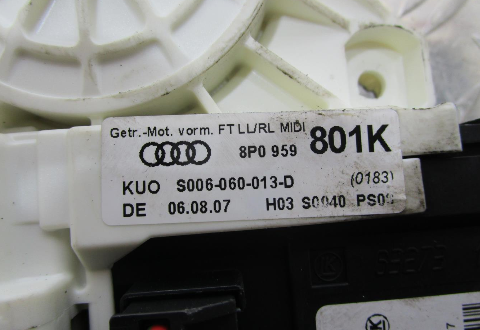 Getr.-Mot. vorm. FT LL/RL MIDI
8P0 959 801K
KUO S006-060-013-D (0183)
DE 06.08.07 H03 S0040